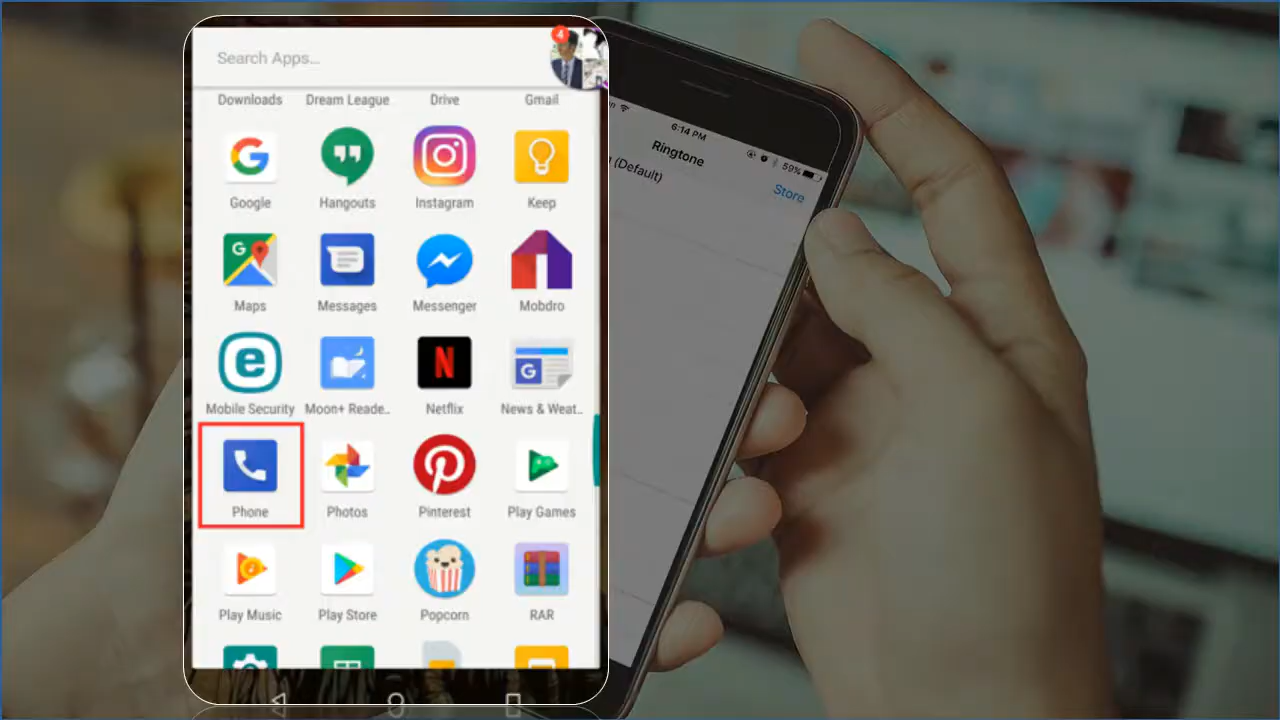 Search Apps...
4
Downloads Dream League Drive Gmail
Google Hangouts Instagram Keep
Maps Messages Messenger Mobdro
Mobile Security Moon+ Reade.. Netflix News & Weat..
Phone Photos Pinterest Play Games
Play Music Play Store Popcorn RAR
6:14 PM
59%
Ringtone
(Default)
Store